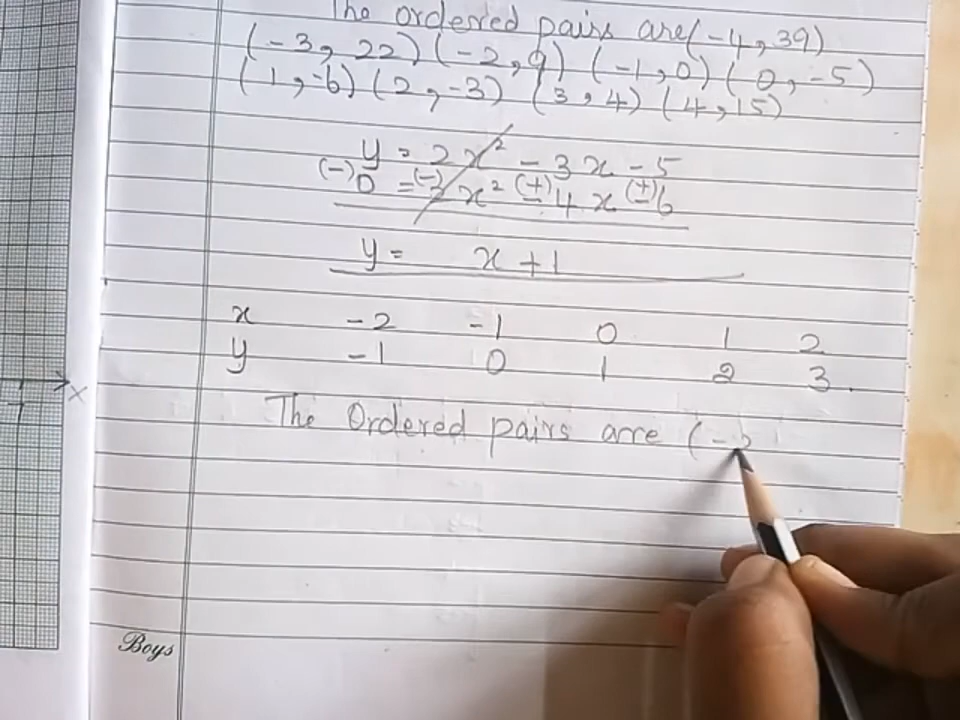 The ordered pairs are (-4, 39)
(-3, 22) (-2, 9) (-1, 0) (0, -5)
(1, -6) (2, -3) (3, 4) (4, 15)
y = 2x² - 3x - 5
(-) 0 = (-) 2x² (+) - 4x (+) - 6
y = x + 1
x -2 -1 0 1 2
y -1 0 1 2 3.
X
The Ordered pairs are (-2
Boys